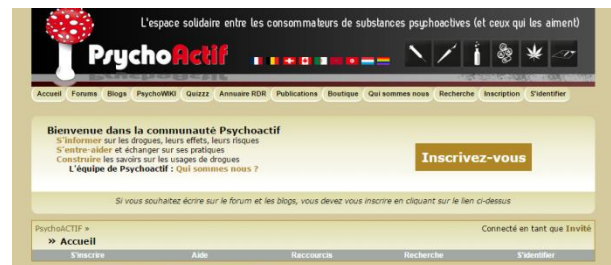 L'espace solidaire entre les consommateurs de substances psychoactives (et ceux qui les aiment)
PsychoActif
Accueil Forums Blogs PsychoWIKI Quizzz Annuaire RDR Publications Boutique Qui sommes nous Recherche Inscription S'identifier
Bienvenue dans la communauté Psychoactif
S'informer sur les drogues, leurs effets, leurs risques
S'entre-aider et échanger sur ses pratiques
Construire les savoirs sur les usages de drogues
L'équipe de Psychoactif : Qui sommes nous ?
Inscrivez-vous
Si vous souhaitez écrire sur le forum et les blogs, vous devez vous inscrire en cliquant sur le lien ci-dessus
PsychoACTIF »
Connecté en tant que Invité
» Accueil
S'inscrire Aide Raccourcis Recherche S'identifier